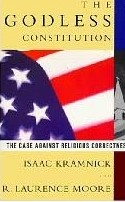 THE
GODLESS
CONSTITUTION
THE CASE AGAINST RELIGIOUS CORRECTNESS
ISAAC KRAMNICK
AND
R. LAURENCE MOORE